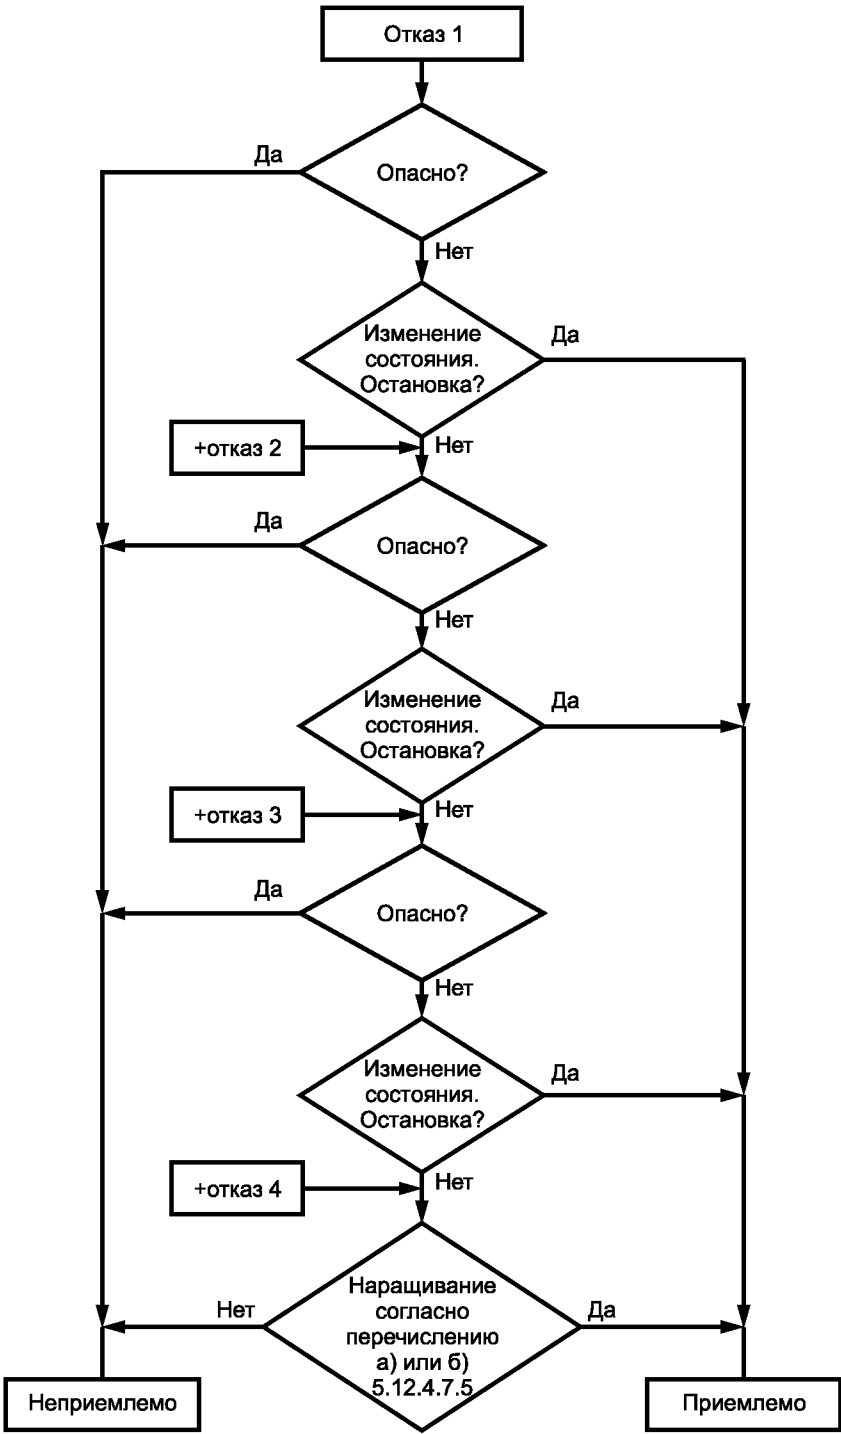 Отказ 1
Да
Опасно?
Нет
Изменение
состояния.
Остановка?
Да
+отказ 2
Нет
Да
Опасно?
Нет
Изменение
состояния.
Остановка?
Да
+отказ 3
Нет
Да
Опасно?
Нет
Изменение
состояния.
Остановка?
Да
+отказ 4
Нет
Нет
Наращивание
согласно
перечислению
а) или б)
5.12.4.7.5
Да
Неприемлемо
Приемлемо